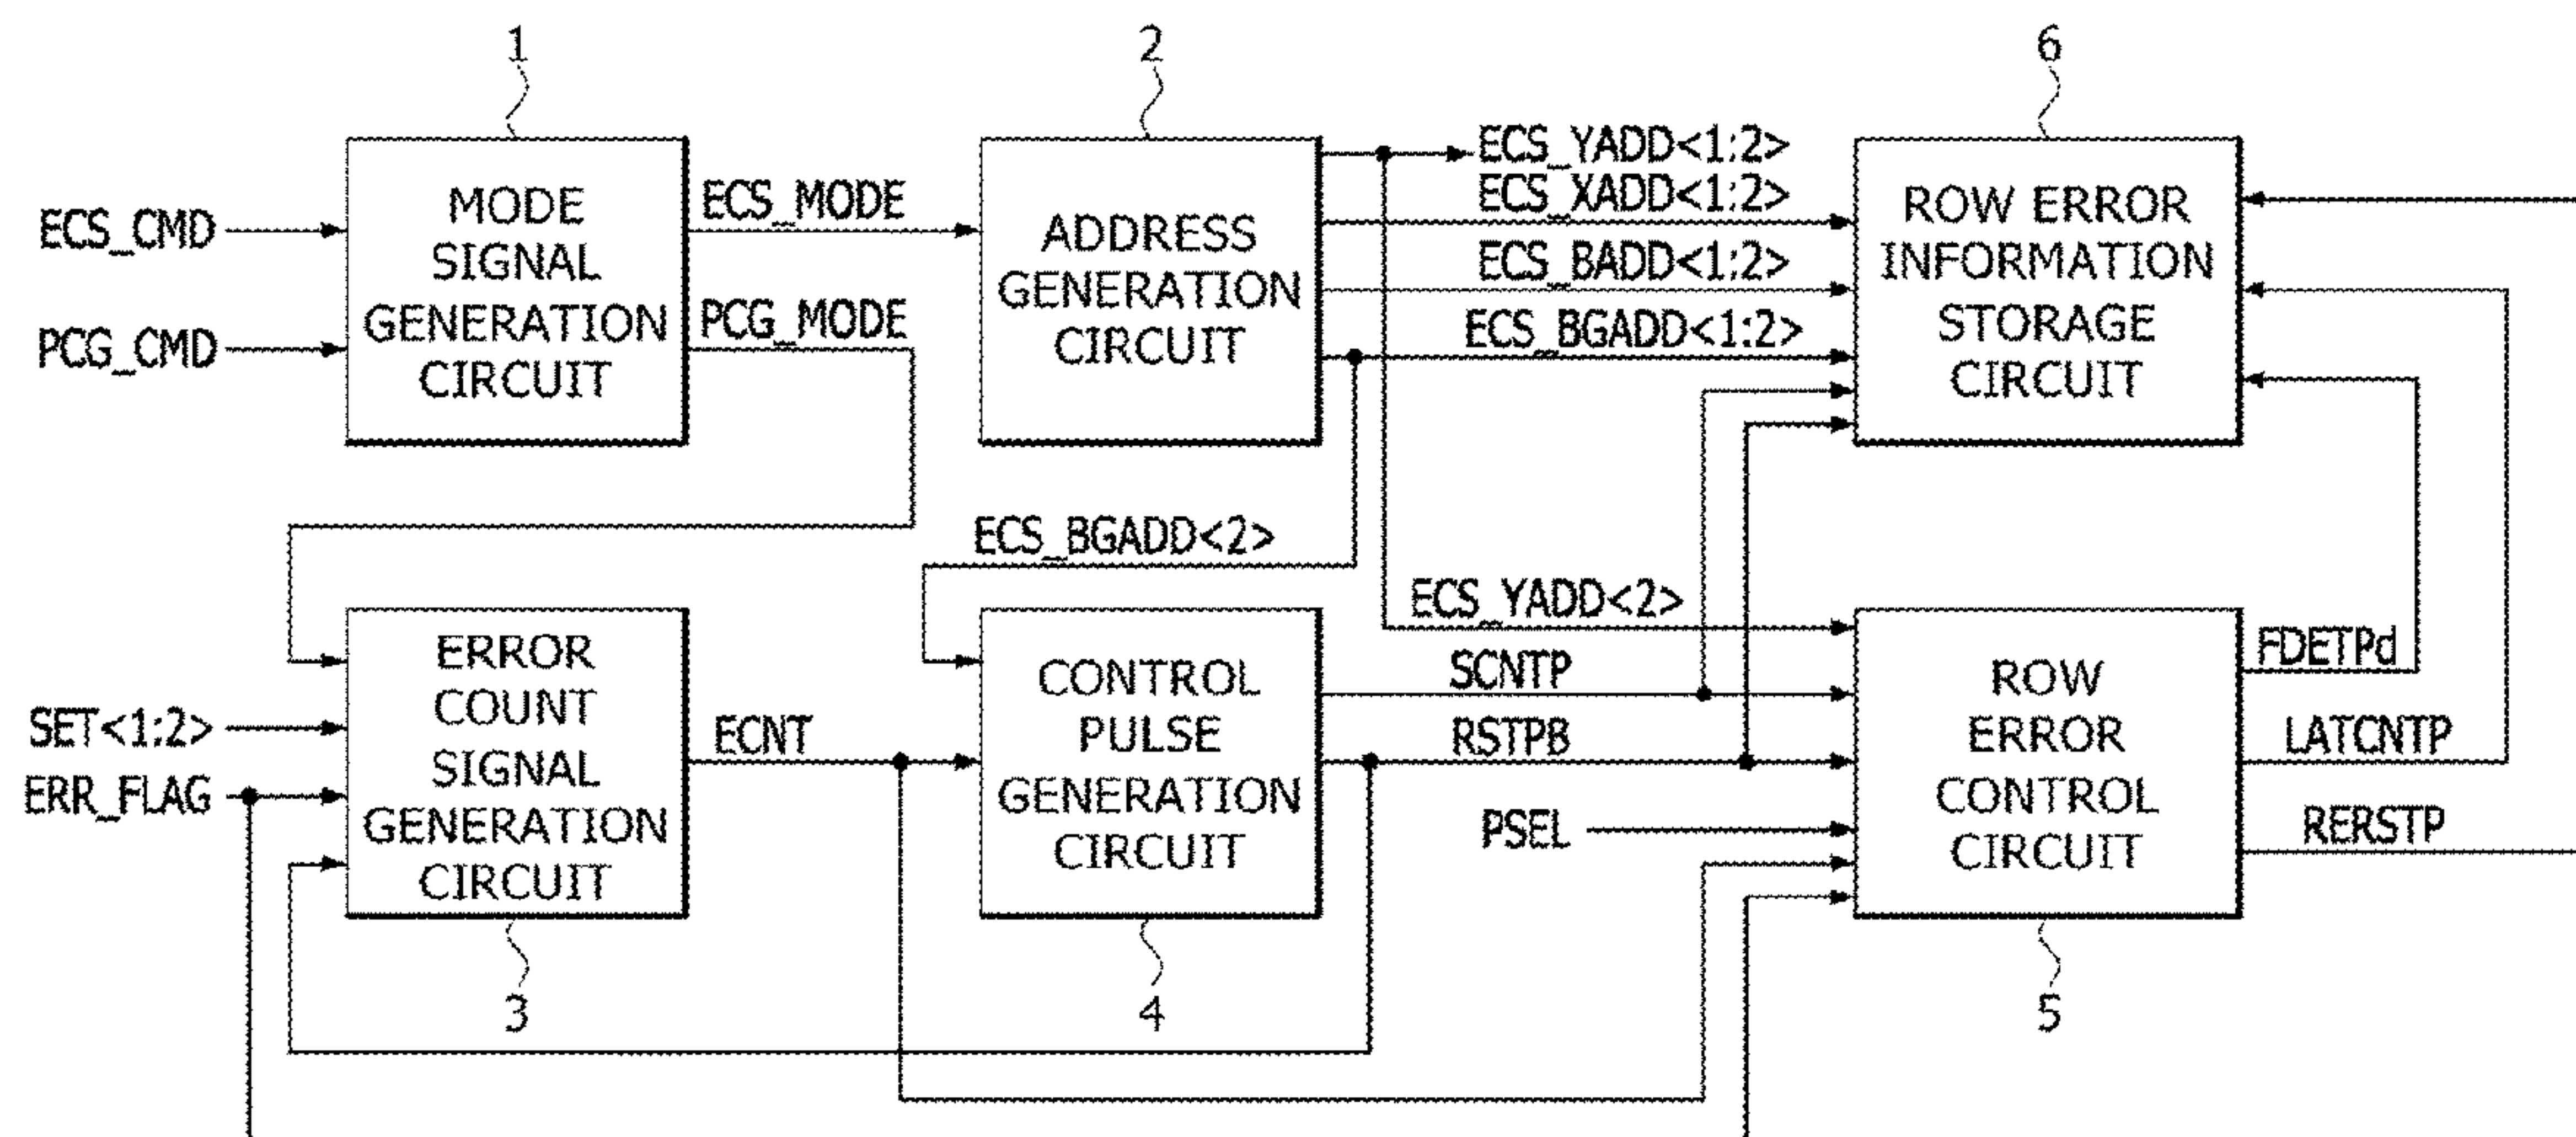 1
2
6
ECS_CMD
PCG_CMD
MODE
SIGNAL
GENERATION
CIRCUIT
ECS_MODE
PCG_MODE
ADDRESS
GENERATION
CIRCUIT
ECS_YADD<1:2>
ECS_XADD<1:2>
ECS_BADD<1:2>
ECS_BGADD<1:2>
ROW ERROR
INFORMATION
STORAGE
CIRCUIT
ECS_BGADD<2>
ECS_YADD<2>
SET<1:2>
ERR_FLAG
ERROR
COUNT
SIGNAL
GENERATION
CIRCUIT
ECNT
CONTROL
PULSE
GENERATION
CIRCUIT
SCNTP
RSTPB
PSEL
ROW
ERROR
CONTROL
CIRCUIT
FDETPd
LATCNTP
RERSTP
3
4
5